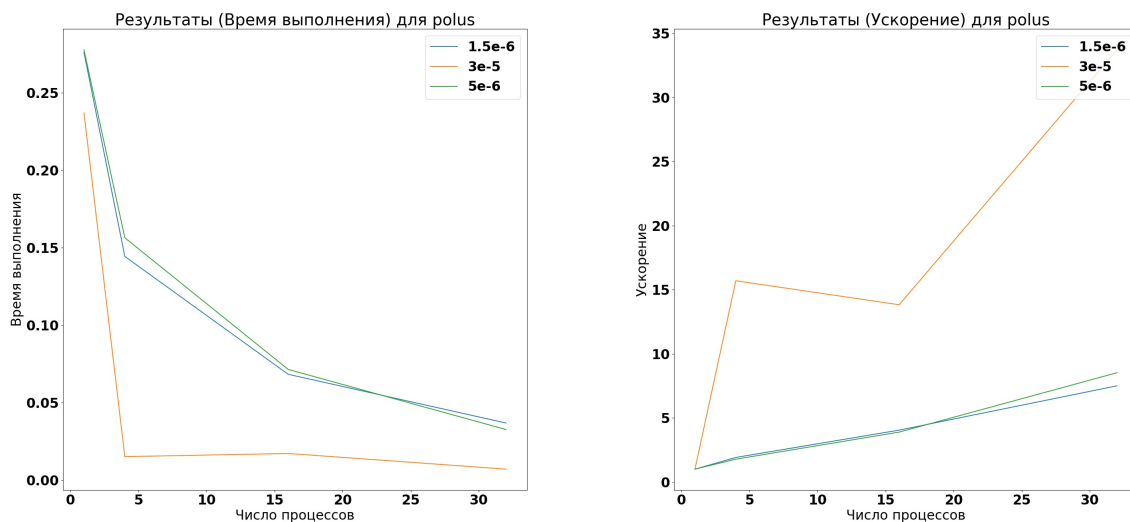 Результаты (Время выполнения) для polus
1.5e-6
3e-5
5e-6
0.25
0.20
0.15
0.10
0.05
0.00
Время выполнения
0 5 10 15 20 25 30
Число процессов
Результаты (Ускорение) для polus
1.5e-6
3e-5
5e-6
35
30
25
20
15
10
5
0
Ускорение
0 5 10 15 20 25 30
Число процессов